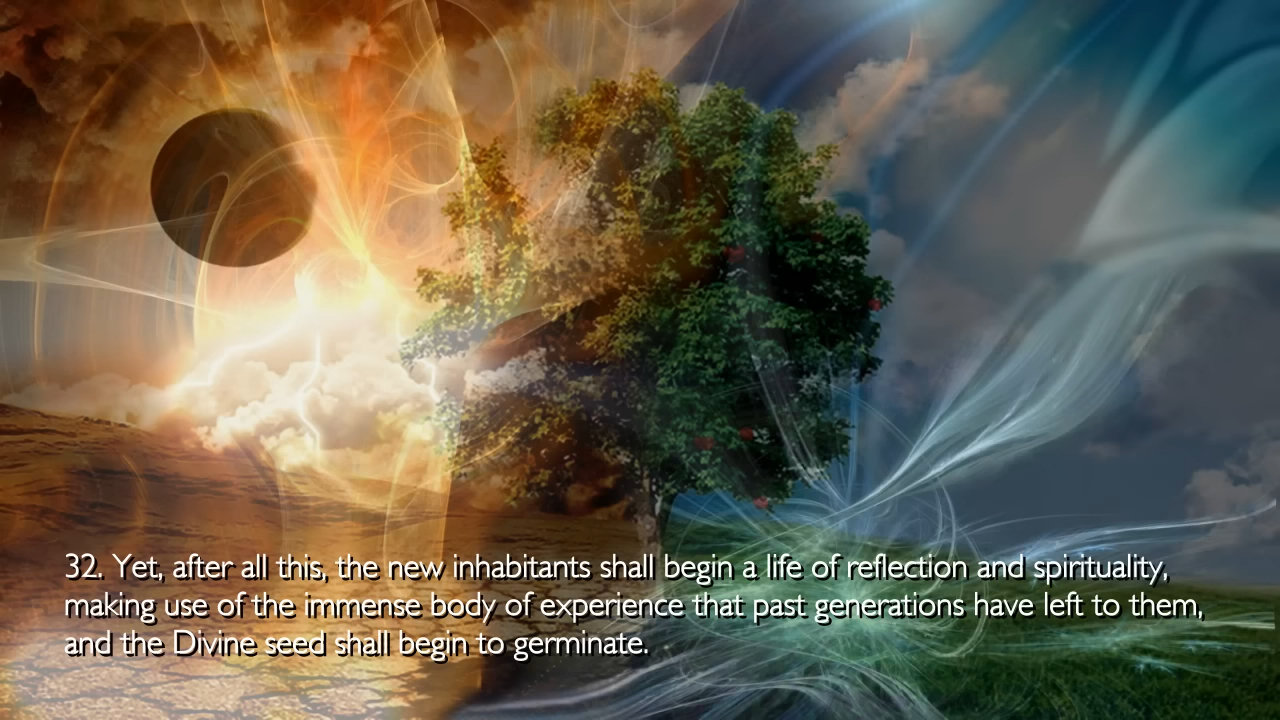 32. Yet, after all this, the new inhabitants shall begin a life of reflection and spirituality,
making use of the immense body of experience that past generations have left to them,
and the Divine seed shall begin to germinate.